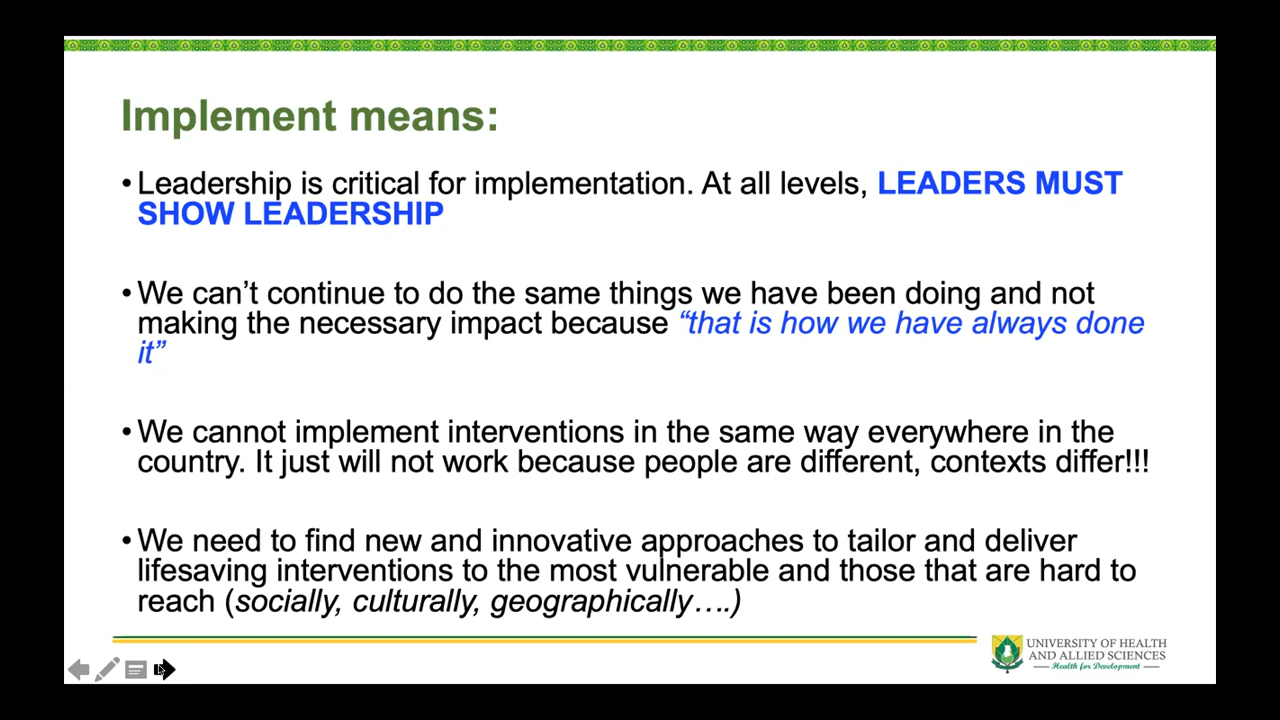 Implement means:
•Leadership is critical for implementation. At all levels, LEADERS MUST
SHOW LEADERSHIP
•We can’t continue to do the same things we have been doing and not
making the necessary impact because “that is how we have always done
it”
•We cannot implement interventions in the same way everywhere in the
country. It just will not work because people are different, contexts differ!!!
•We need to find new and innovative approaches to tailor and deliver
lifesaving interventions to the most vulnerable and those that are hard to
reach (socially, culturally, geographically….)
UNIVERSITY OF HEALTH
AND ALLIED SCIENCES
Health for Development